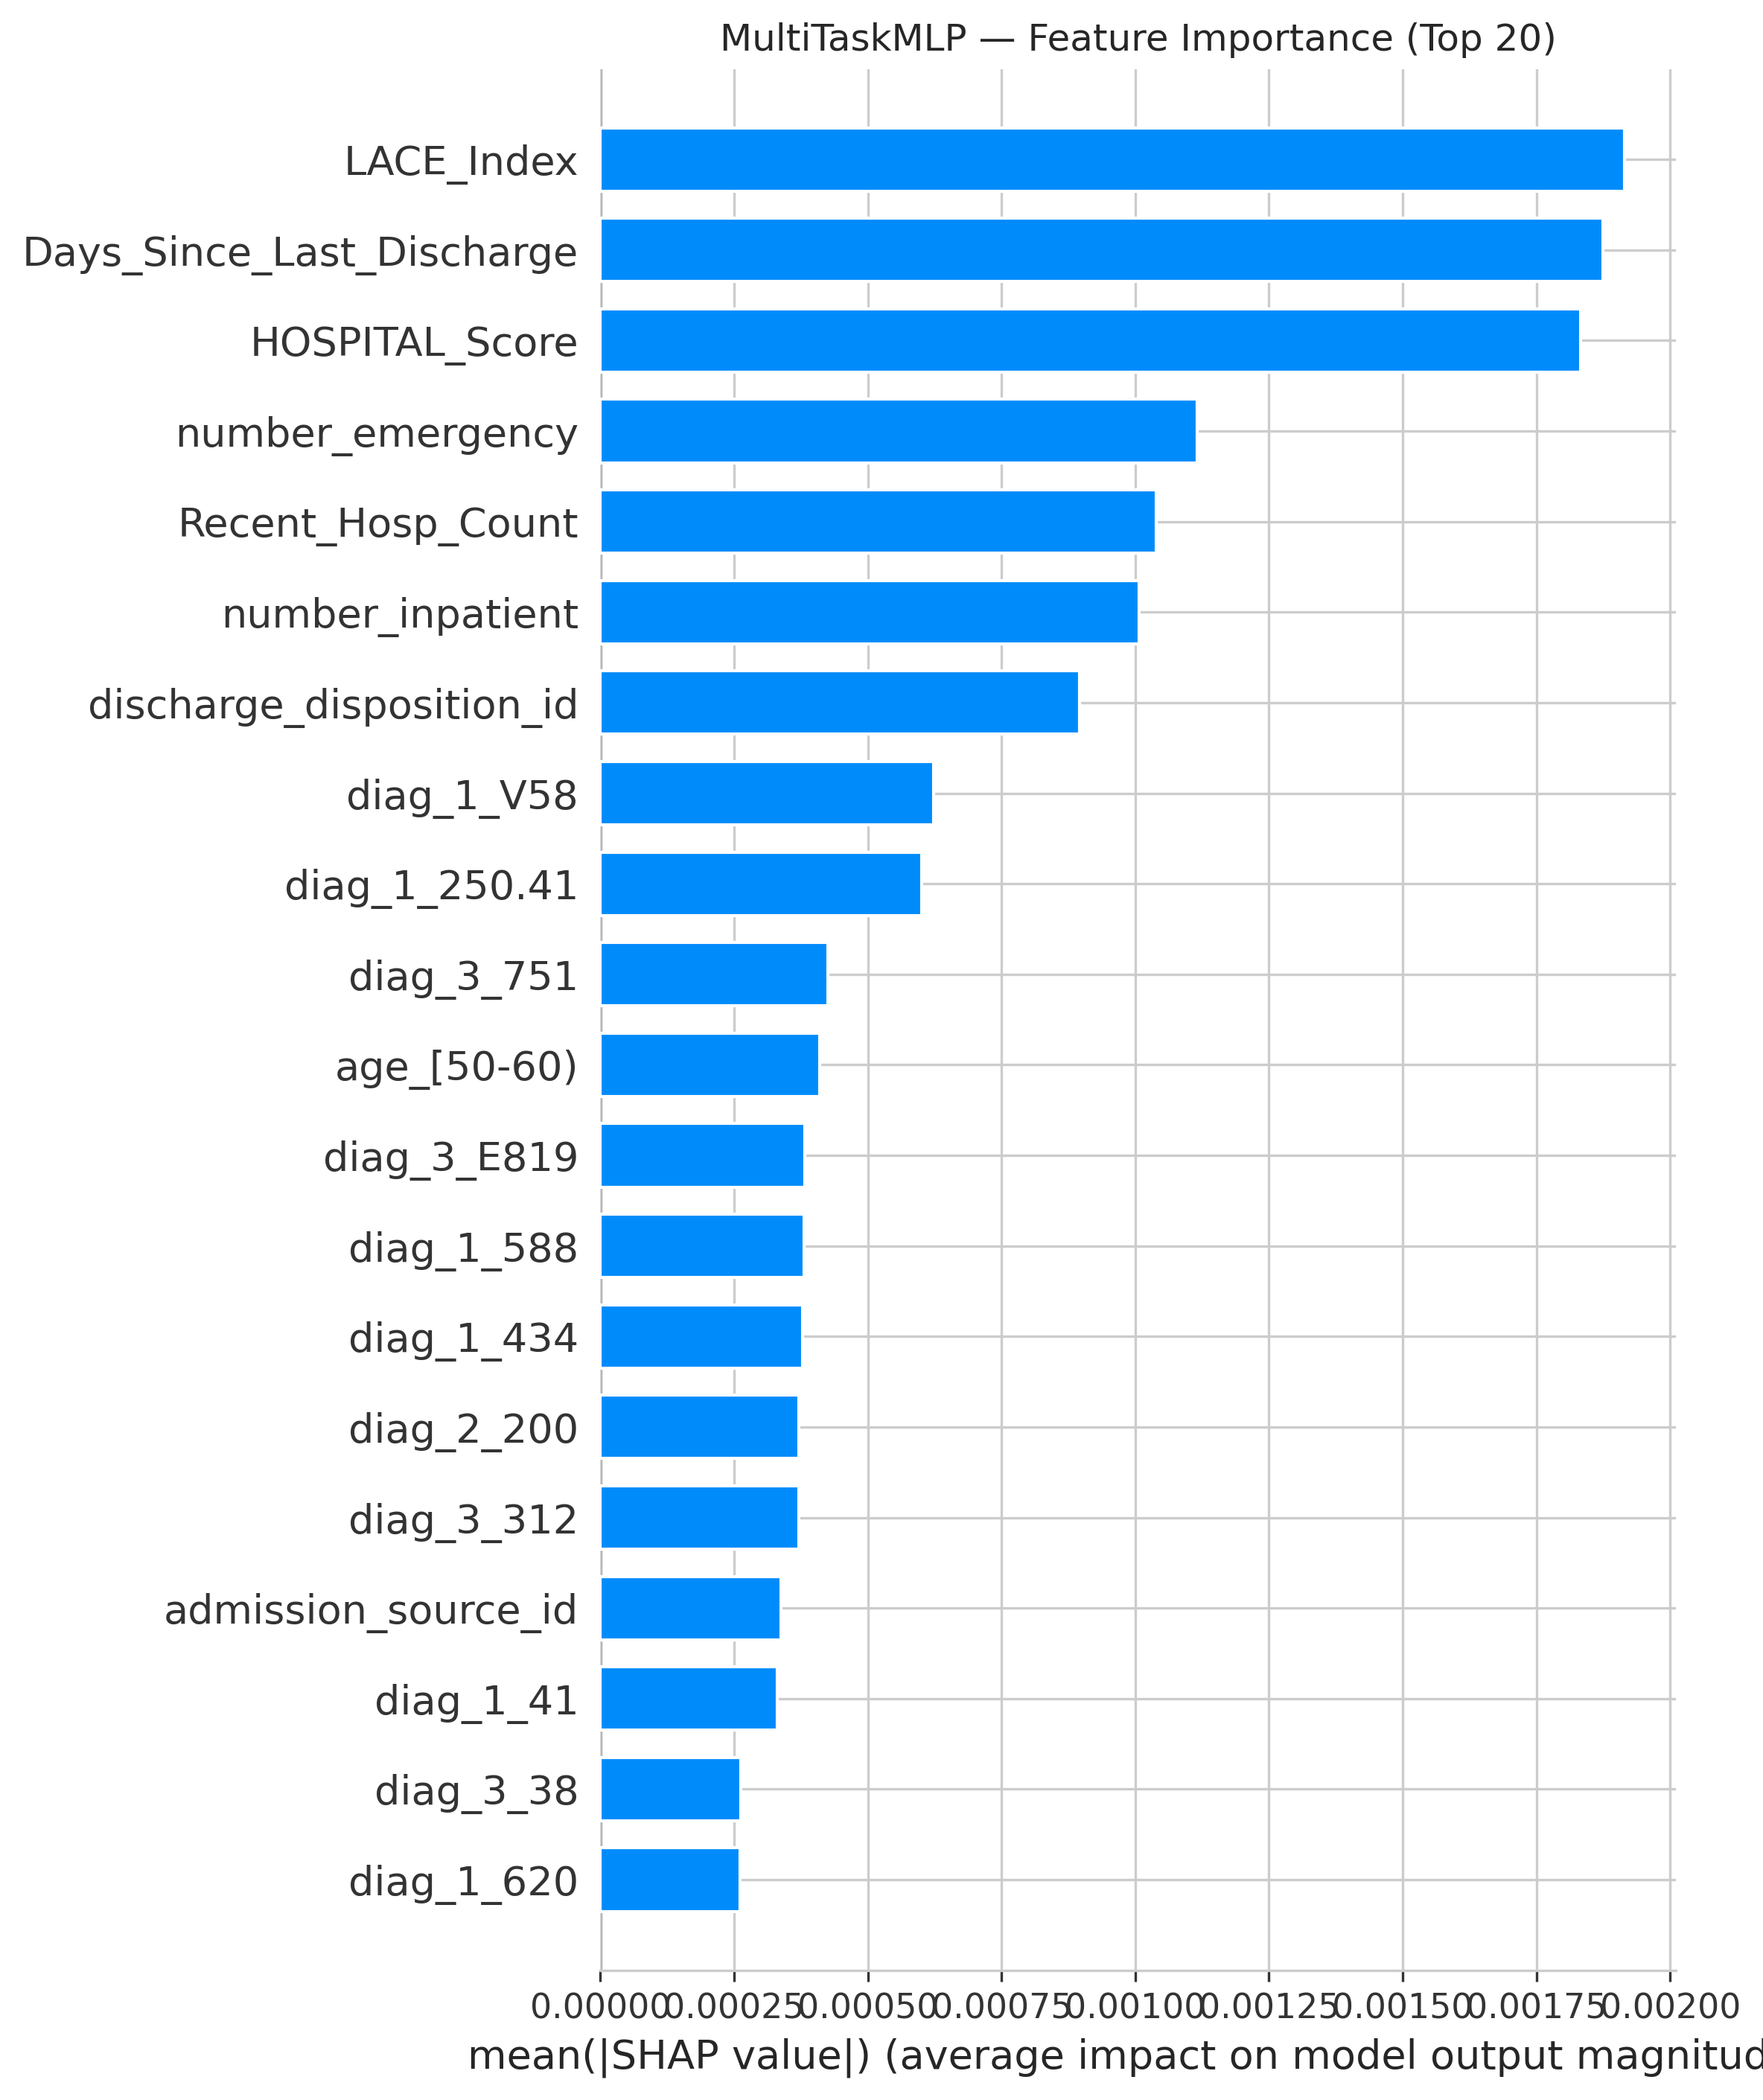 MultiTaskMLP — Feature Importance (Top 20)
LACE_Index
Days_Since_Last_Discharge
HOSPITAL_Score
number_emergency
Recent_Hosp_Count
number_inpatient
discharge_disposition_id
diag_1_V58
diag_1_250.41
diag_3_751
age_[50-60)
diag_3_E819
diag_1_588
diag_1_434
diag_2_200
diag_3_312
admission_source_id
diag_1_41
diag_3_38
diag_1_620
0.00000 0.00025 0.00050 0.00075 0.00100 0.00125 0.00150 0.00175 0.00200
mean(|SHAP value|) (average impact on model output magnitud